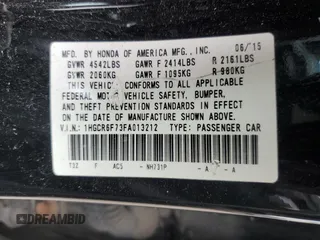 MFD. BY HONDA OF AMERICA MFG., INC. 06/15
GVWR 4542LBS GAWR F 2414LBS R 2161LBS
GVWR 2060KG GAWR F 1095KG R 980KG
THIS VEHICLE CONFORMS TO ALL APPLICABLE
FEDERAL MOTOR VEHICLE SAFETY, BUMPER,
AND THEFT PREVENTION STANDARDS IN EFFECT ON
THE DATE OF MANUFACTURE SHOWN ABOVE.
V.I.N.: 1HGCR6F73FA013212 TYPE: PASSENGER CAR
F AC5 - NH731P - A - A
DREAMBID